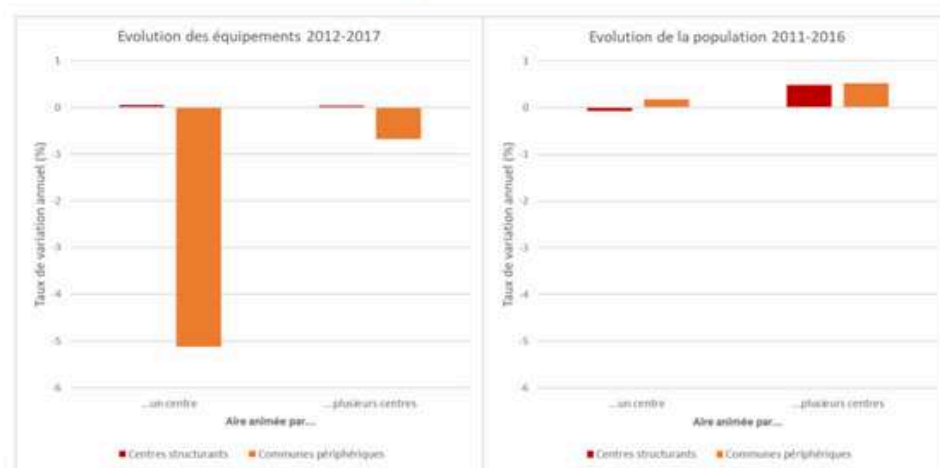 Evolution des équipements 2012-2017
Taux de variation annuel (%)
1
0
-1
-2
-3
-4
-5
-6
...un centre
...plusieurs centres
Aire animée par...
Centres structurants
Communes périphériques
Evolution de la population 2011-2016
Taux de variation annuel (%)
1
0
-1
-2
-3
-4
-5
-6
...un centre
...plusieurs centres
Aire animée par...
Centres structurants
Communes périphériques